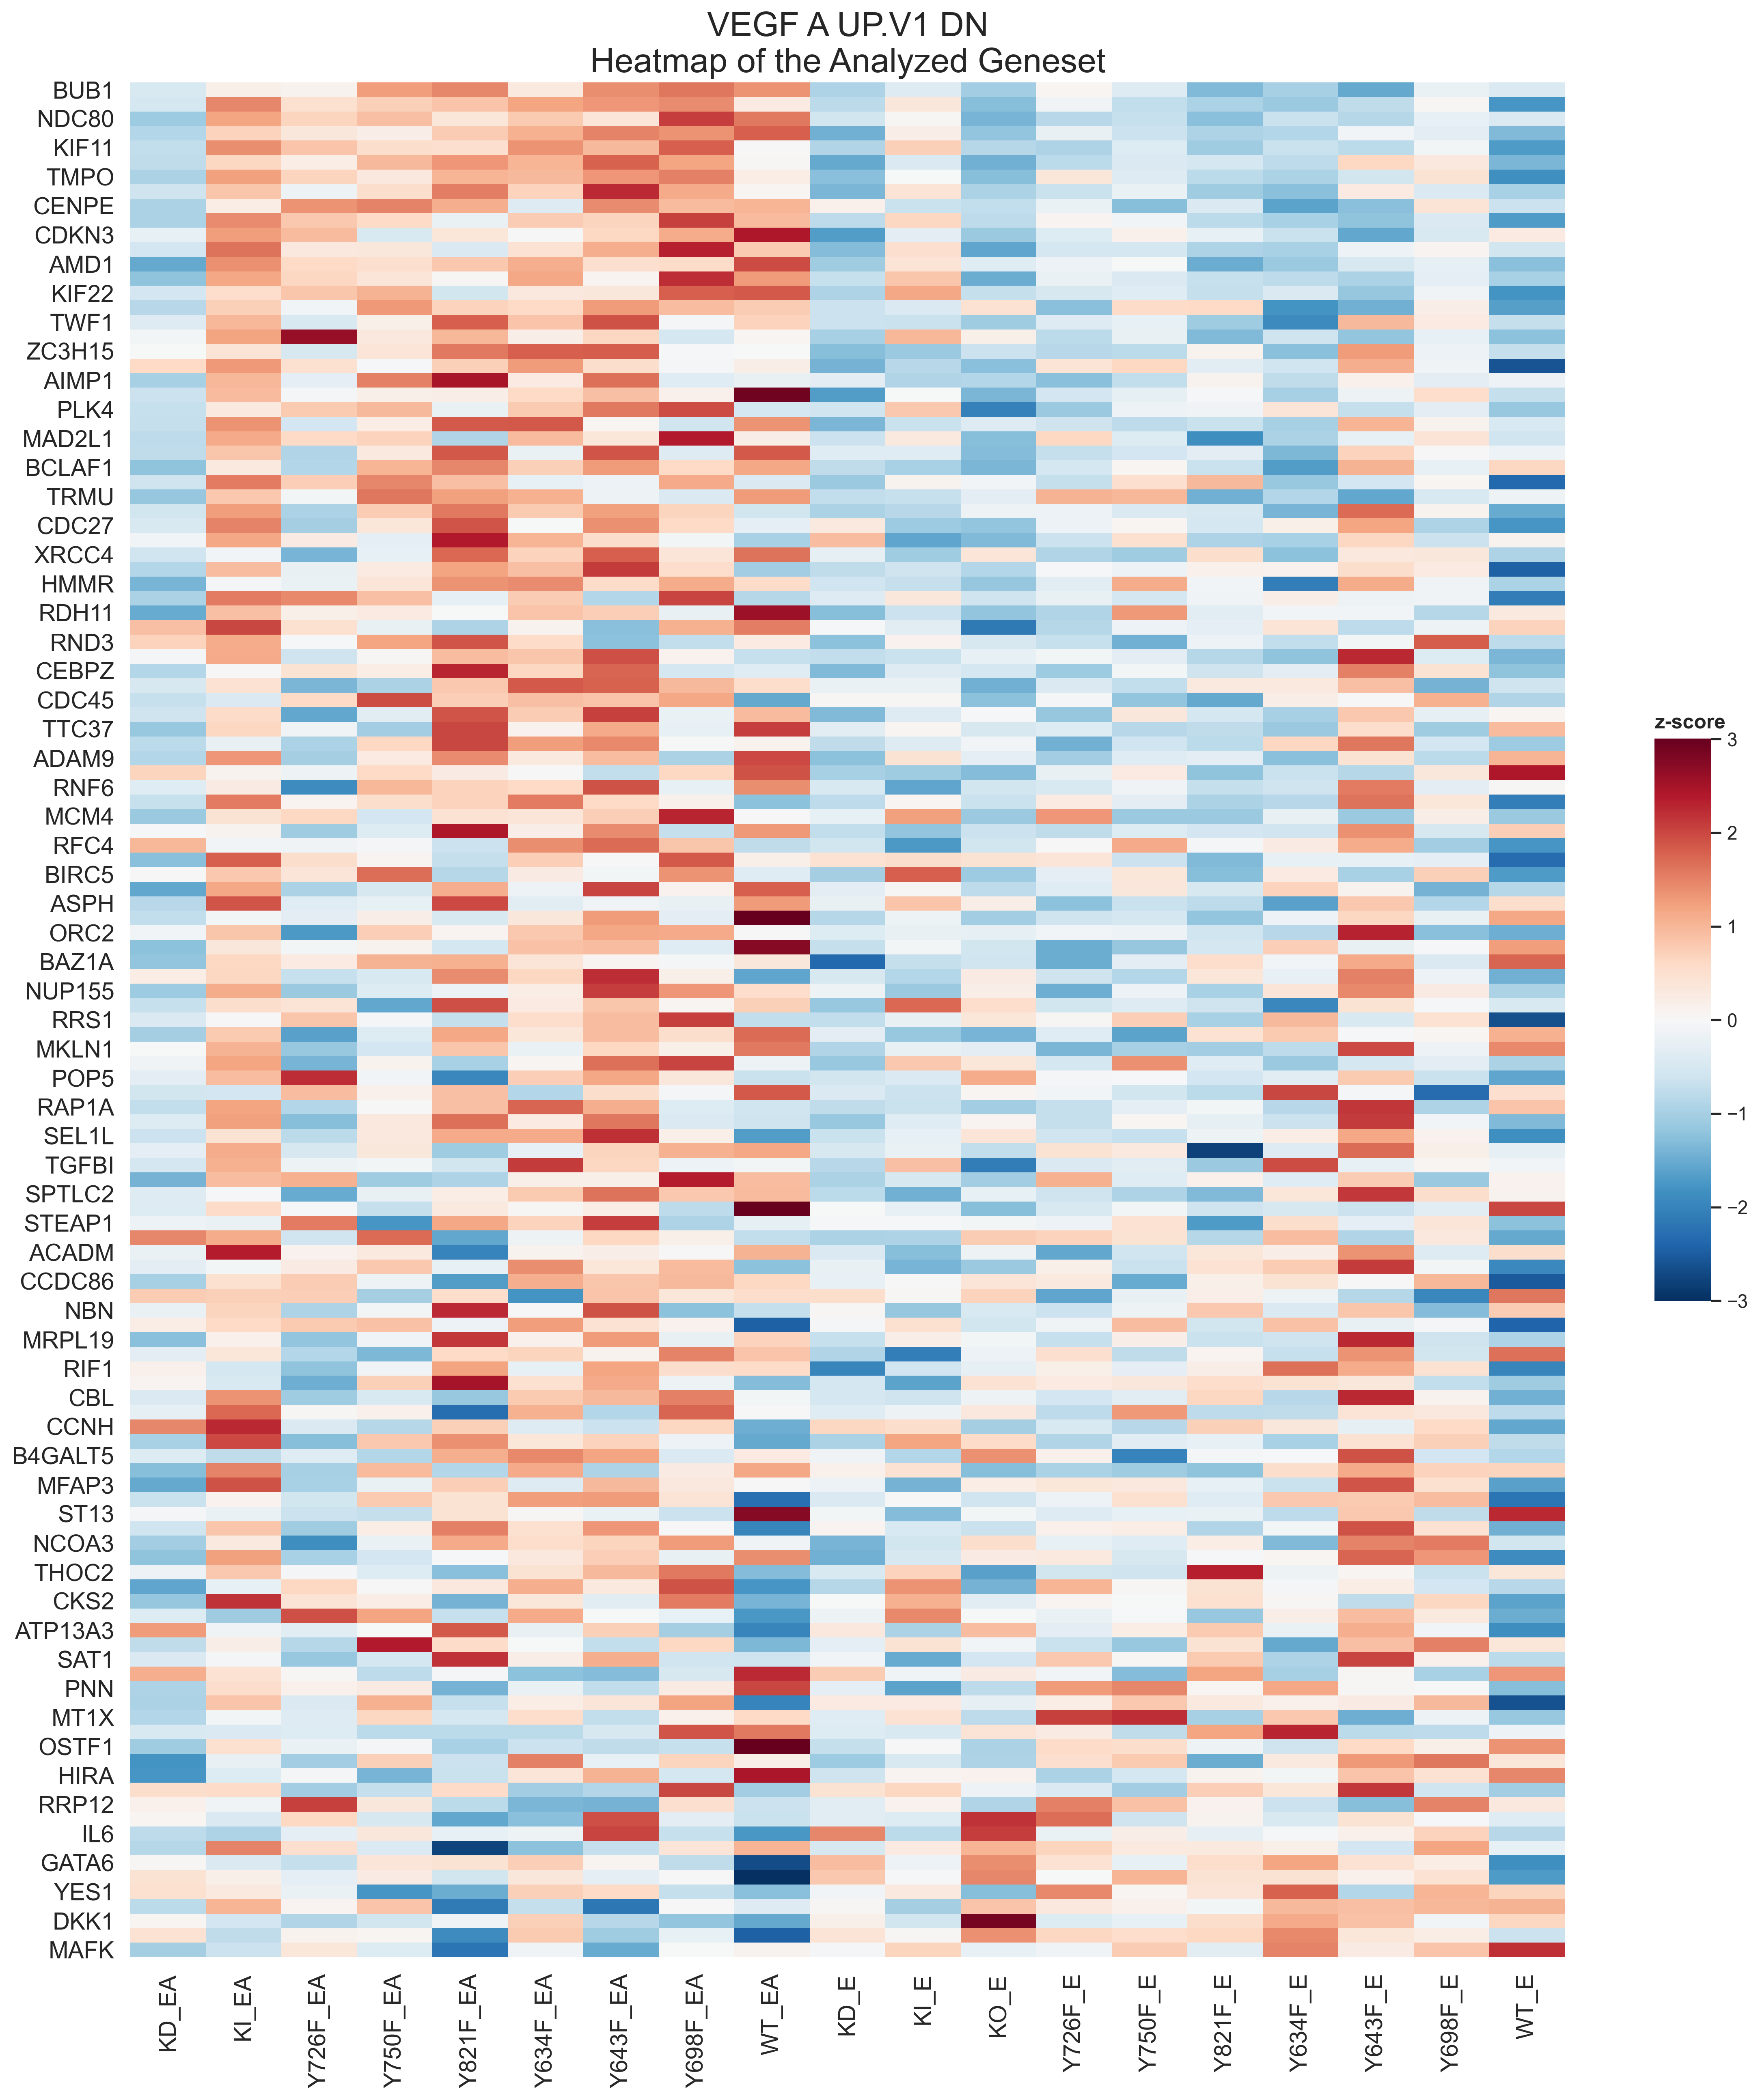 VEGF A UP.V1 DN
Heatmap of the Analyzed Geneset
BUB1
NDC80
KIF11
TMPO
CENPE
CDKN3
AMD1
KIF22
TWF1
ZC3H15
AIMP1
PLK4
MAD2L1
BCLAF1
TRMU
CDC27
XRCC4
HMMR
RDH11
RND3
CEBPZ
CDC45
TTC37
ADAM9
RNF6
MCM4
RFC4
BIRC5
ASPH
ORC2
BAZ1A
NUP155
RRS1
MKLN1
POP5
RAP1A
SEL1L
TGFBI
SPTLC2
STEAP1
ACADM
CCDC86
NBN
MRPL19
RIF1
CBL
CCNH
B4GALT5
MFAP3
ST13
NCOA3
THOC2
CKS2
ATP13A3
SAT1
PNN
MT1X
OSTF1
HIRA
RRP12
IL6
GATA6
YES1
DKK1
MAFK
KD_EA
KI_EA
Y726F_EA
Y750F_EA
Y821F_EA
Y634F_EA
Y643F_EA
Y698F_EA
WT_EA
KD_E
KI_E
KO_E
Y726F_E
Y750F_E
Y821F_E
Y634F_E
Y643F_E
Y698F_E
WT_E
z-score
3
2
1
0
−1
−2
−3